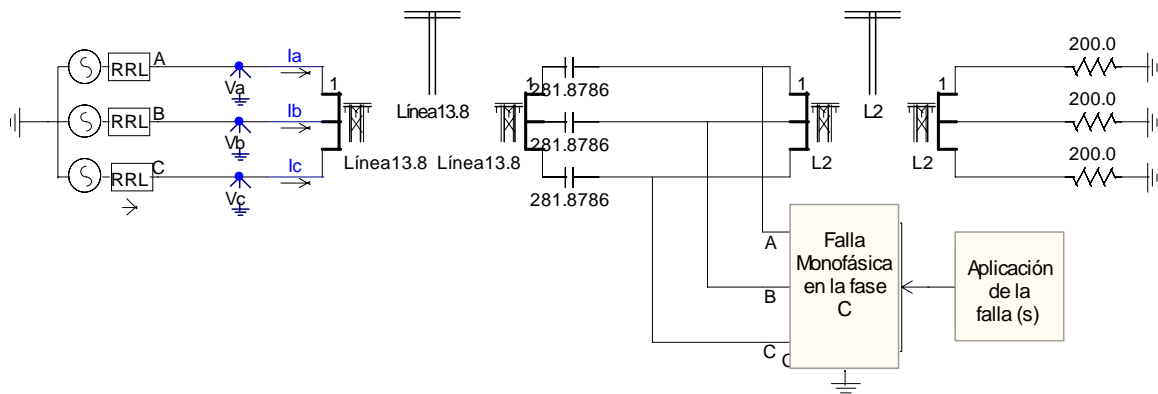 RRL
A
Va
Ia
RRL
B
Vb
Ib
RRL
C
Vc
Ic
1
Línea13.8
Línea13.8
Línea13.8
1
281.8786
281.8786
281.8786
1
L2
L2
L2
1
200.0
200.0
200.0
A
B
C
C
Falla
Monofásica
en la fase
C
Aplicación
de la
falla (s)